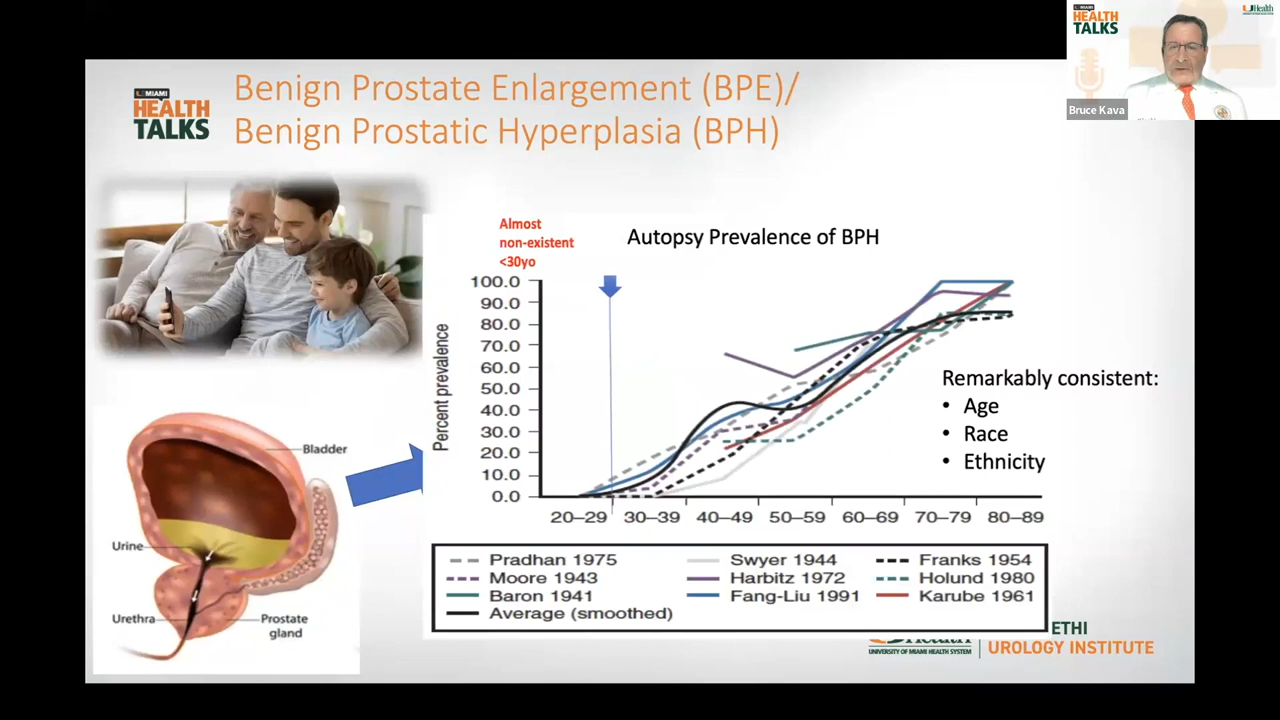 MIAMI
HEALTH
TALKS
UHealth
Bruce Kava
MIAMI
HEALTH
TALKS
Benign Prostate Enlargement (BPE)/
Benign Prostatic Hyperplasia (BPH)
Almost
non-existent
<30yo
Autopsy Prevalence of BPH
Percent prevalence
100.0
90.0
80.0
70.0
60.0
50.0
40.0
30.0
20.0
10.0
0.0
20–29 30–39 40–49 50–59 60–69 70–79 80–89
Remarkably consistent:
• Age
• Race
• Ethnicity
Bladder
Urine
Urethra
Prostate
gland
Pradhan 1975 Swyer 1944 Franks 1954
Moore 1943 Harbitz 1972 Holund 1980
Baron 1941 Fang-Liu 1991 Karube 1961
Average (smoothed)
UNIVERSITY OF MIAMI HEALTH SYSTEM
ETHI
UROLOGY INSTITUTE